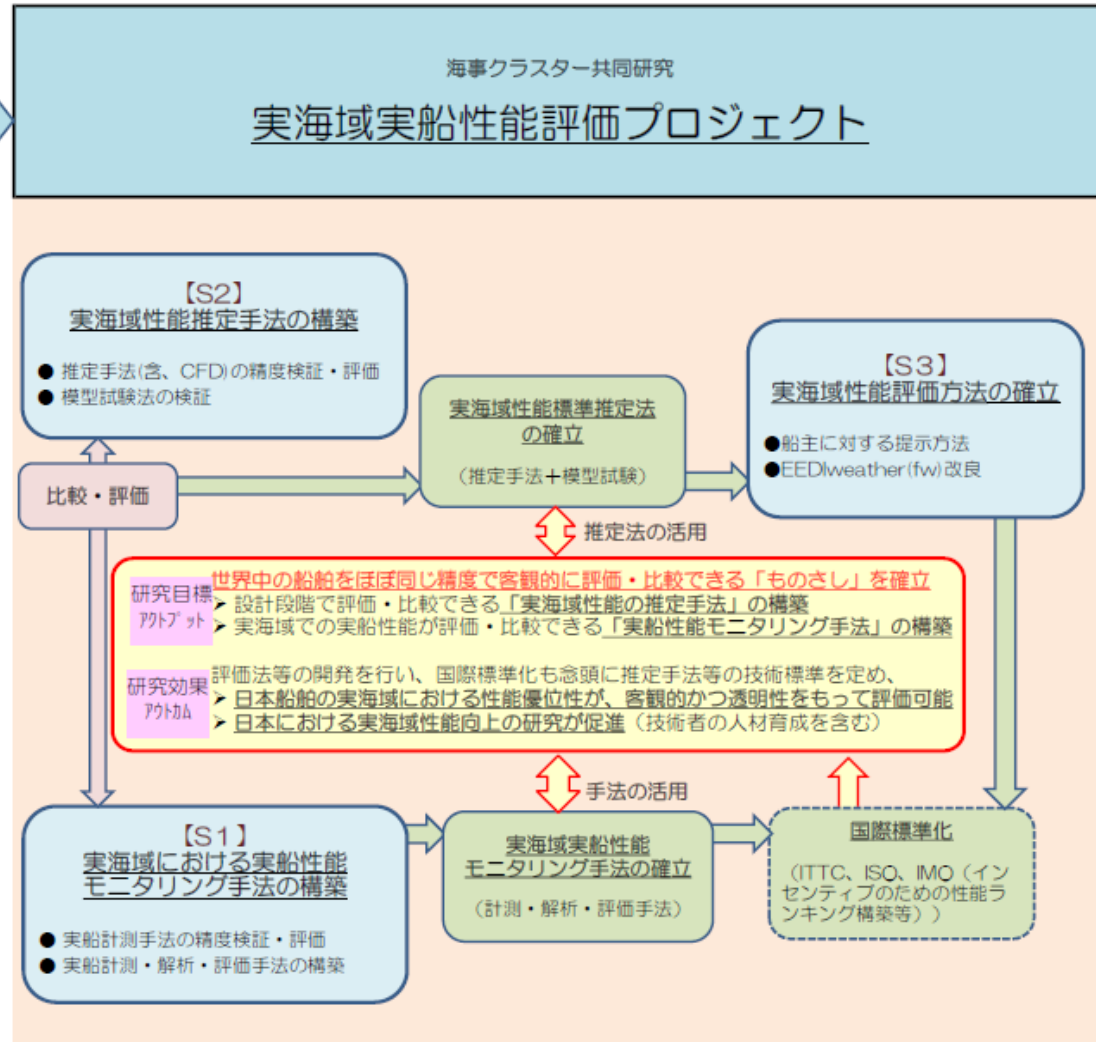 海事クラスター共同研究
実海域実船性能評価プロジェクト
【S2】
実海域性能推定手法の構築
● 推定手法(含、CFD)の精度検証・評価
● 模型試験法の検証
比較・評価
実海域性能標準推定法
の確立
（推定手法＋模型試験）
【S3】
実海域性能評価方法の確立
●船主に対する提示方法
●EEDIweather(fw)改良
推定法の活用
研究目標
ｱｳﾄﾌﾟｯﾄ
世界中の船舶をほぼ同じ精度で客観的に評価・比較できる「ものさし」を確立
➢ 設計段階で評価・比較できる「実海域性能の推定手法」の構築
➢ 実海域での実船性能が評価・比較できる「実船性能モニタリング手法」の構築
研究効果
ｱｳﾄｶﾑ
評価法等の開発を行い、国際標準化も念頭に推定手法等の技術標準を定め、
➢ 日本船舶の実海域における性能優位性が、客観的かつ透明性をもって評価可能
➢ 日本における実海域性能向上の研究が促進（技術者の人材育成を含む）
手法の活用
【S1】
実海域における実船性能
モニタリング手法の構築
● 実船計測手法の精度検証・評価
● 実船計測・解析・評価手法の構築
実海域実船性能
モニタリング手法の確立
（計測・解析・評価手法）
国際標準化
（ITTC、ISO、IMO（イン
センティブのための性能ラ
ンキング構築等））